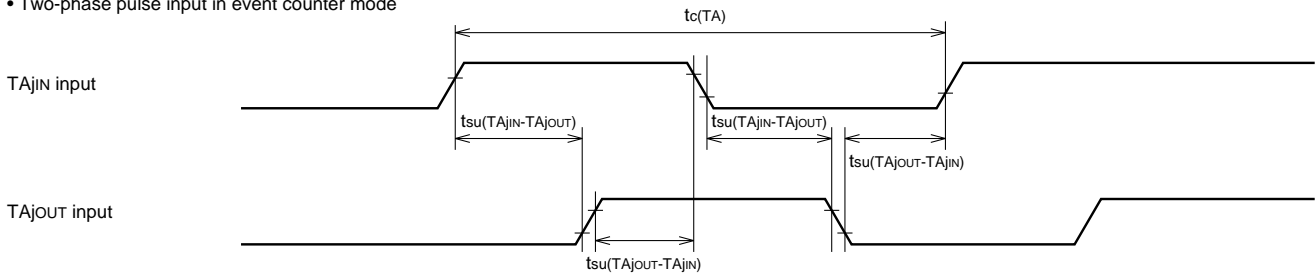 • Two-phase pulse input in event counter mode
tc(TA)
TAjIN input
tsu(TAjIN-TAjOUT)
tsu(TAjIN-TAjOUT)
tsu(TAjOUT-TAjIN)
TAjOUT input
tsu(TAjOUT-TAjIN)